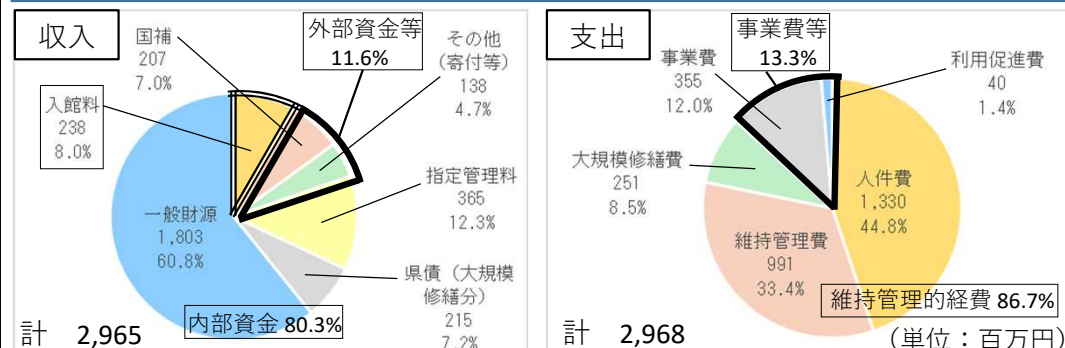 収入
国補
207
7.0%
外部資金等
11.6%
その他
(寄付等)
138
4.7%
入館料
238
8.0%
指定管理料
365
12.3%
一般財源
1,803
60.8%
県債(大規模
修繕分)
215
7.2%
内部資金 80.3%
計 2,965
支出
事業費等
13.3%
事業費
355
12.0%
利用促進費
40
1.4%
大規模修繕費
251
8.5%
人件費
1,330
44.8%
維持管理費
991
33.4%
維持管理的経費 86.7%
計 2,968
(単位:百万円)